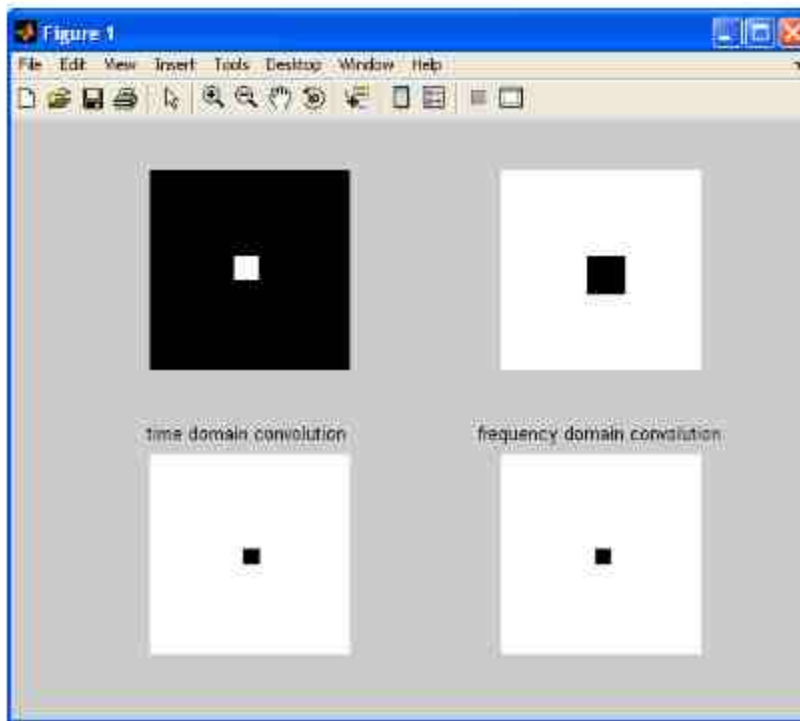 Figure 1
File Edit View Insert Tools Desktop Window Help
time domain convolution
frequency domain convolution